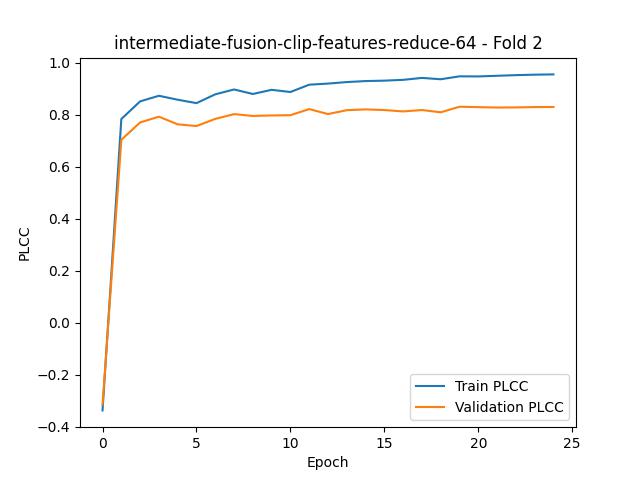 intermediate-fusion-clip-features-reduce-64 - Fold 2
1.0
0.8
0.6
0.4
0.2
0.0
−0.2
−0.4
PLCC
0 5 10 15 20 25
Epoch
Train PLCC
Validation PLCC